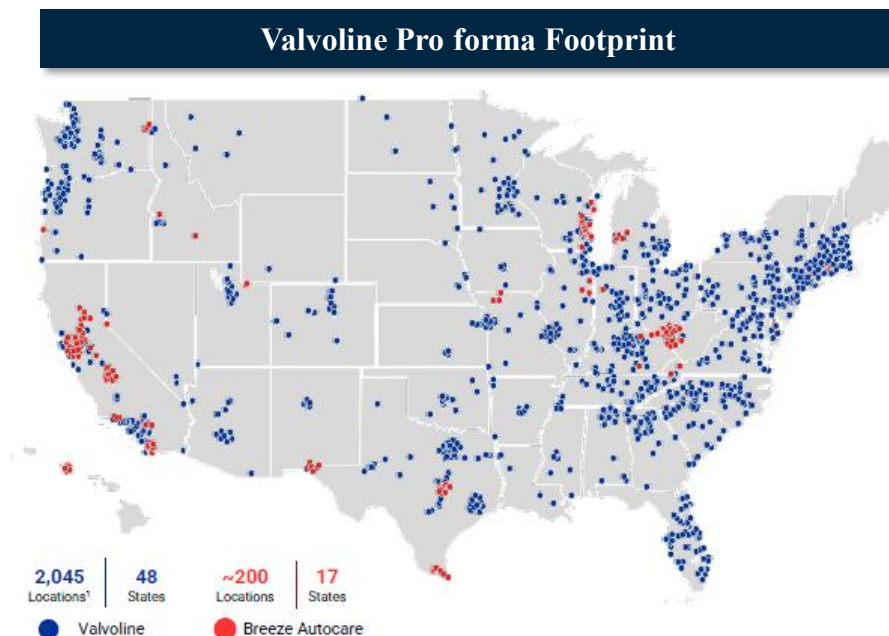 Valvoline Pro forma Footprint
2,045 48 ~200 17
Locations¹ States Locations States
Valvoline Breeze Autocare